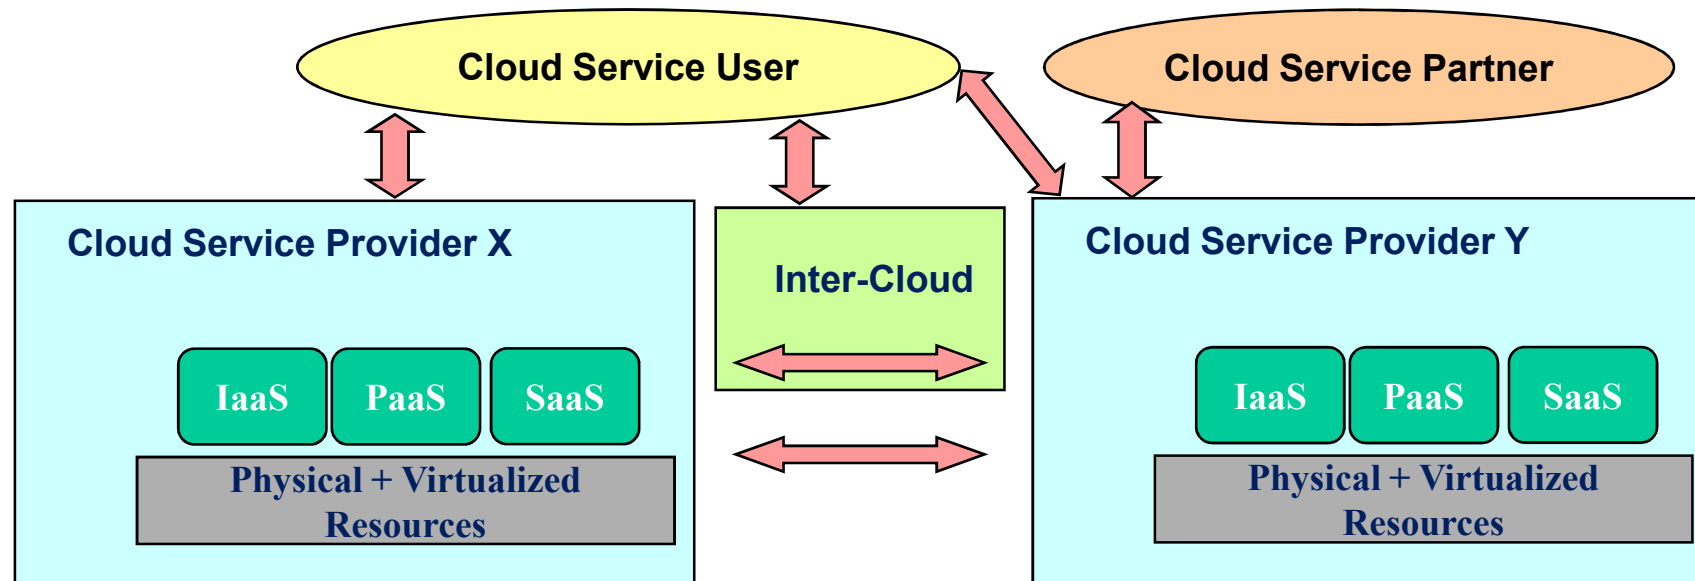 Cloud Service User
Cloud Service Partner
Cloud Service Provider X
Inter-Cloud
Cloud Service Provider Y
IaaS
PaaS
SaaS
Physical + Virtualized
Resources
IaaS
PaaS
SaaS
Physical + Virtualized
Resources